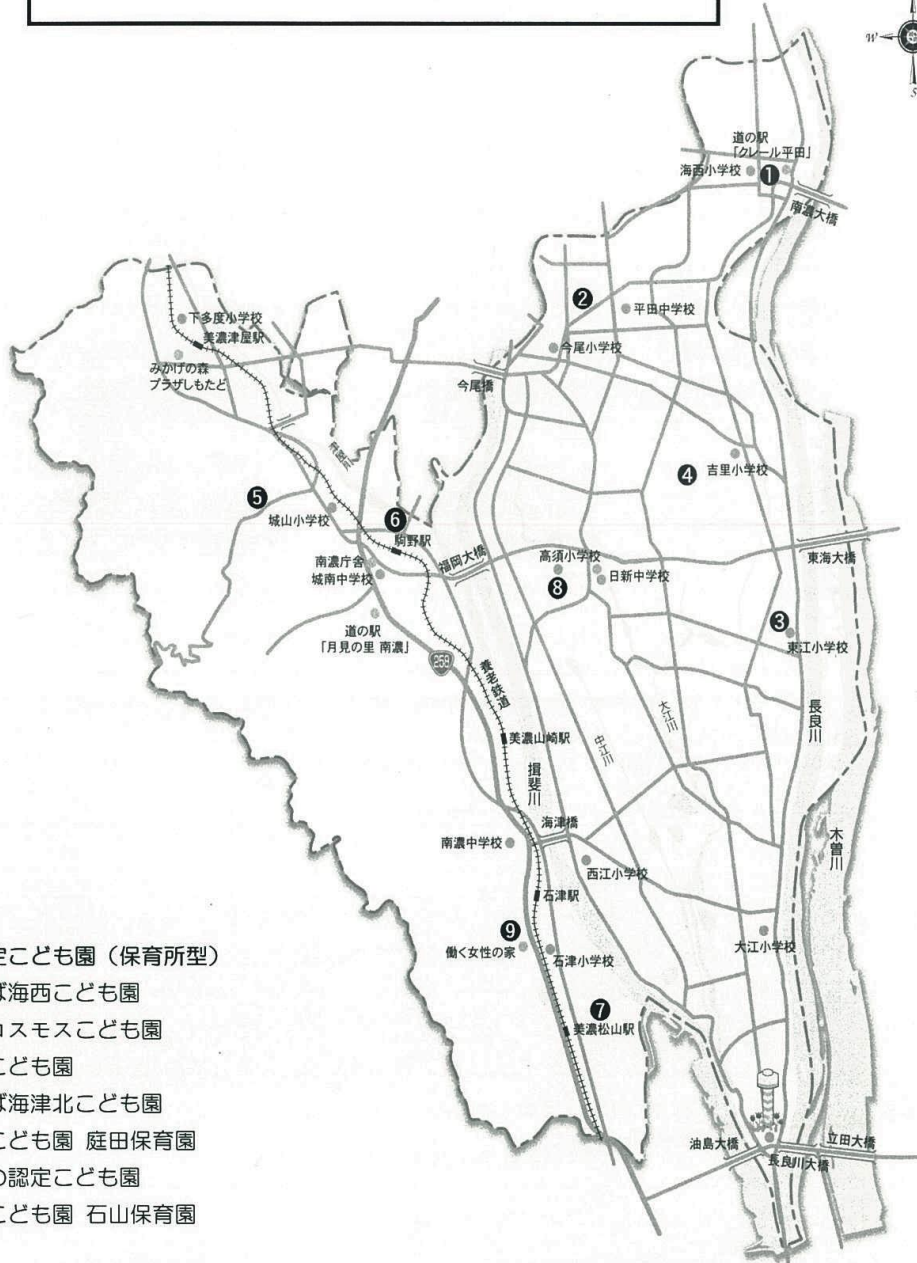 W
S
道の駅
「クレール平田」
海西小学校
❶
南濃大橋
❷
平田中学校
下多度小学校
美濃津屋駅
みかげの森
プラザしもたど
今尾小学校
今尾橋
吉里小学校
❹
❺
城山小学校
❻
駒野駅
福岡大橋
高須小学校
日新中学校
❽
東海大橋
南濃庁舎
城南中学校
道の駅
「月見の里 南濃」
258
養老鉄道
❸
東江小学校
大江川
中江川
長良川
美濃山崎駅
揖斐川
海津橋
木曽川
南濃中学校
西江小学校
石津駅
❾
働く女性の家
石津小学校
大江小学校
❼
美濃松山駅
油島大橋
長良川大橋
立田大橋
定こども園（保育所型）
ば海西こども園
コスモスこども園
こども園
ば海津北こども園
こども園 庭田保育園
の認定こども園
こども園 石山保育園